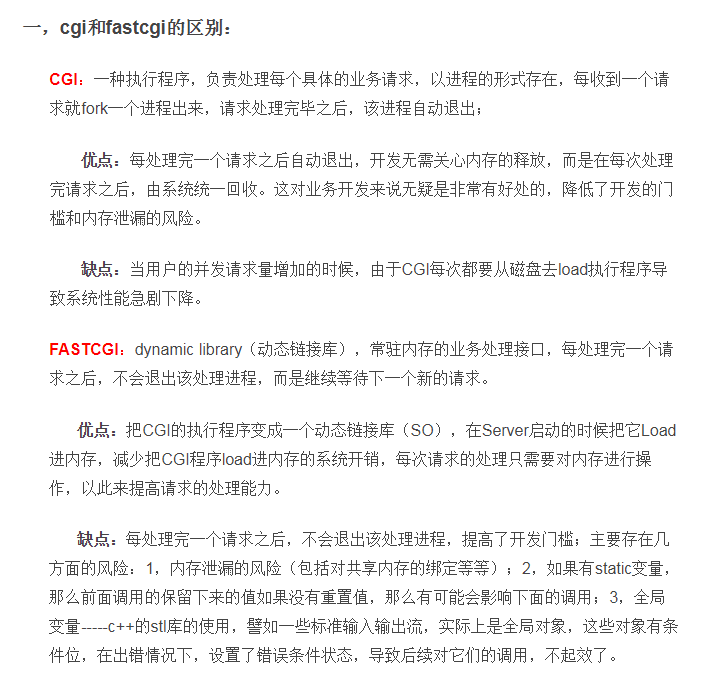 一，cgi和fastcgi的区别：
CGI：一种执行程序，负责处理每个具体的业务请求，以进程的形式存在，每收到一个请
求就fork一个进程出来，请求处理完毕之后，该进程自动退出；
优点：每处理完一个请求之后自动退出，开发无需关心内存的释放，而是在每次处理
完请求之后，由系统统一回收。这对业务开发来说无疑是非常有好处的，降低了开发的门
槛和内存泄漏的风险。
缺点：当用户的并发请求量增加的时候，由于CGI每次都要从磁盘去load执行程序导
致系统性能急剧下降。
FASTCGI：dynamic library（动态链接库），常驻内存的业务处理接口，每处理完一个请
求之后，不会退出该处理进程，而是继续等待下一个新的请求。
优点：把CGI的执行程序变成一个动态链接库（SO），在Server启动的时候把它Load
进内存，减少把CGI程序load进内存的系统开销，每次请求的处理只需要对内存进行操
作，以此来提高请求的处理能力。
缺点：每处理完一个请求之后，不会退出该处理进程，提高了开发门槛；主要存在几
方面的风险：1，内存泄漏的风险（包括对共享内存的绑定等等）；2，如果有static变量，
那么前面调用的保留下来的值如果没有重置值，那么有可能会影响下面的调用；3，全局
变量-----c++的stl库的使用，譬如一些标准输入输出流，实际上是全局对象，这些对象有条
件位，在出错情况下，设置了错误条件状态，导致后续对它们的调用，不起效了。